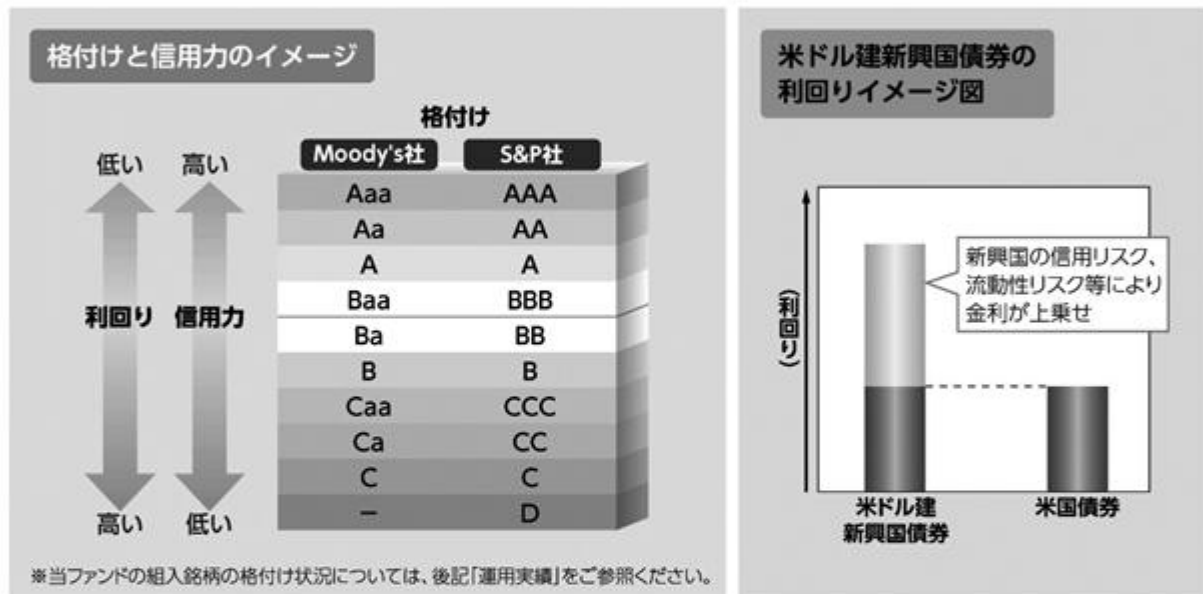 格付けと信用力のイメージ
格付け
低い 高い Moody's社 S&P社
Aaa AAA
Aa AA
A A
Baa BBB
利回り 信用力
Ba BB
B B
Caa CCC
Ca CC
C C
高い 低い － D
※当ファンドの組入銘柄の格付け状況については、後記「運用実績」をご参照ください。
米ドル建新興国債券の
利回りイメージ図
(利回り)
新興国の信用リスク、
流動性リスク等により
金利が上乗せ
米ドル建
新興国債券
米国債券